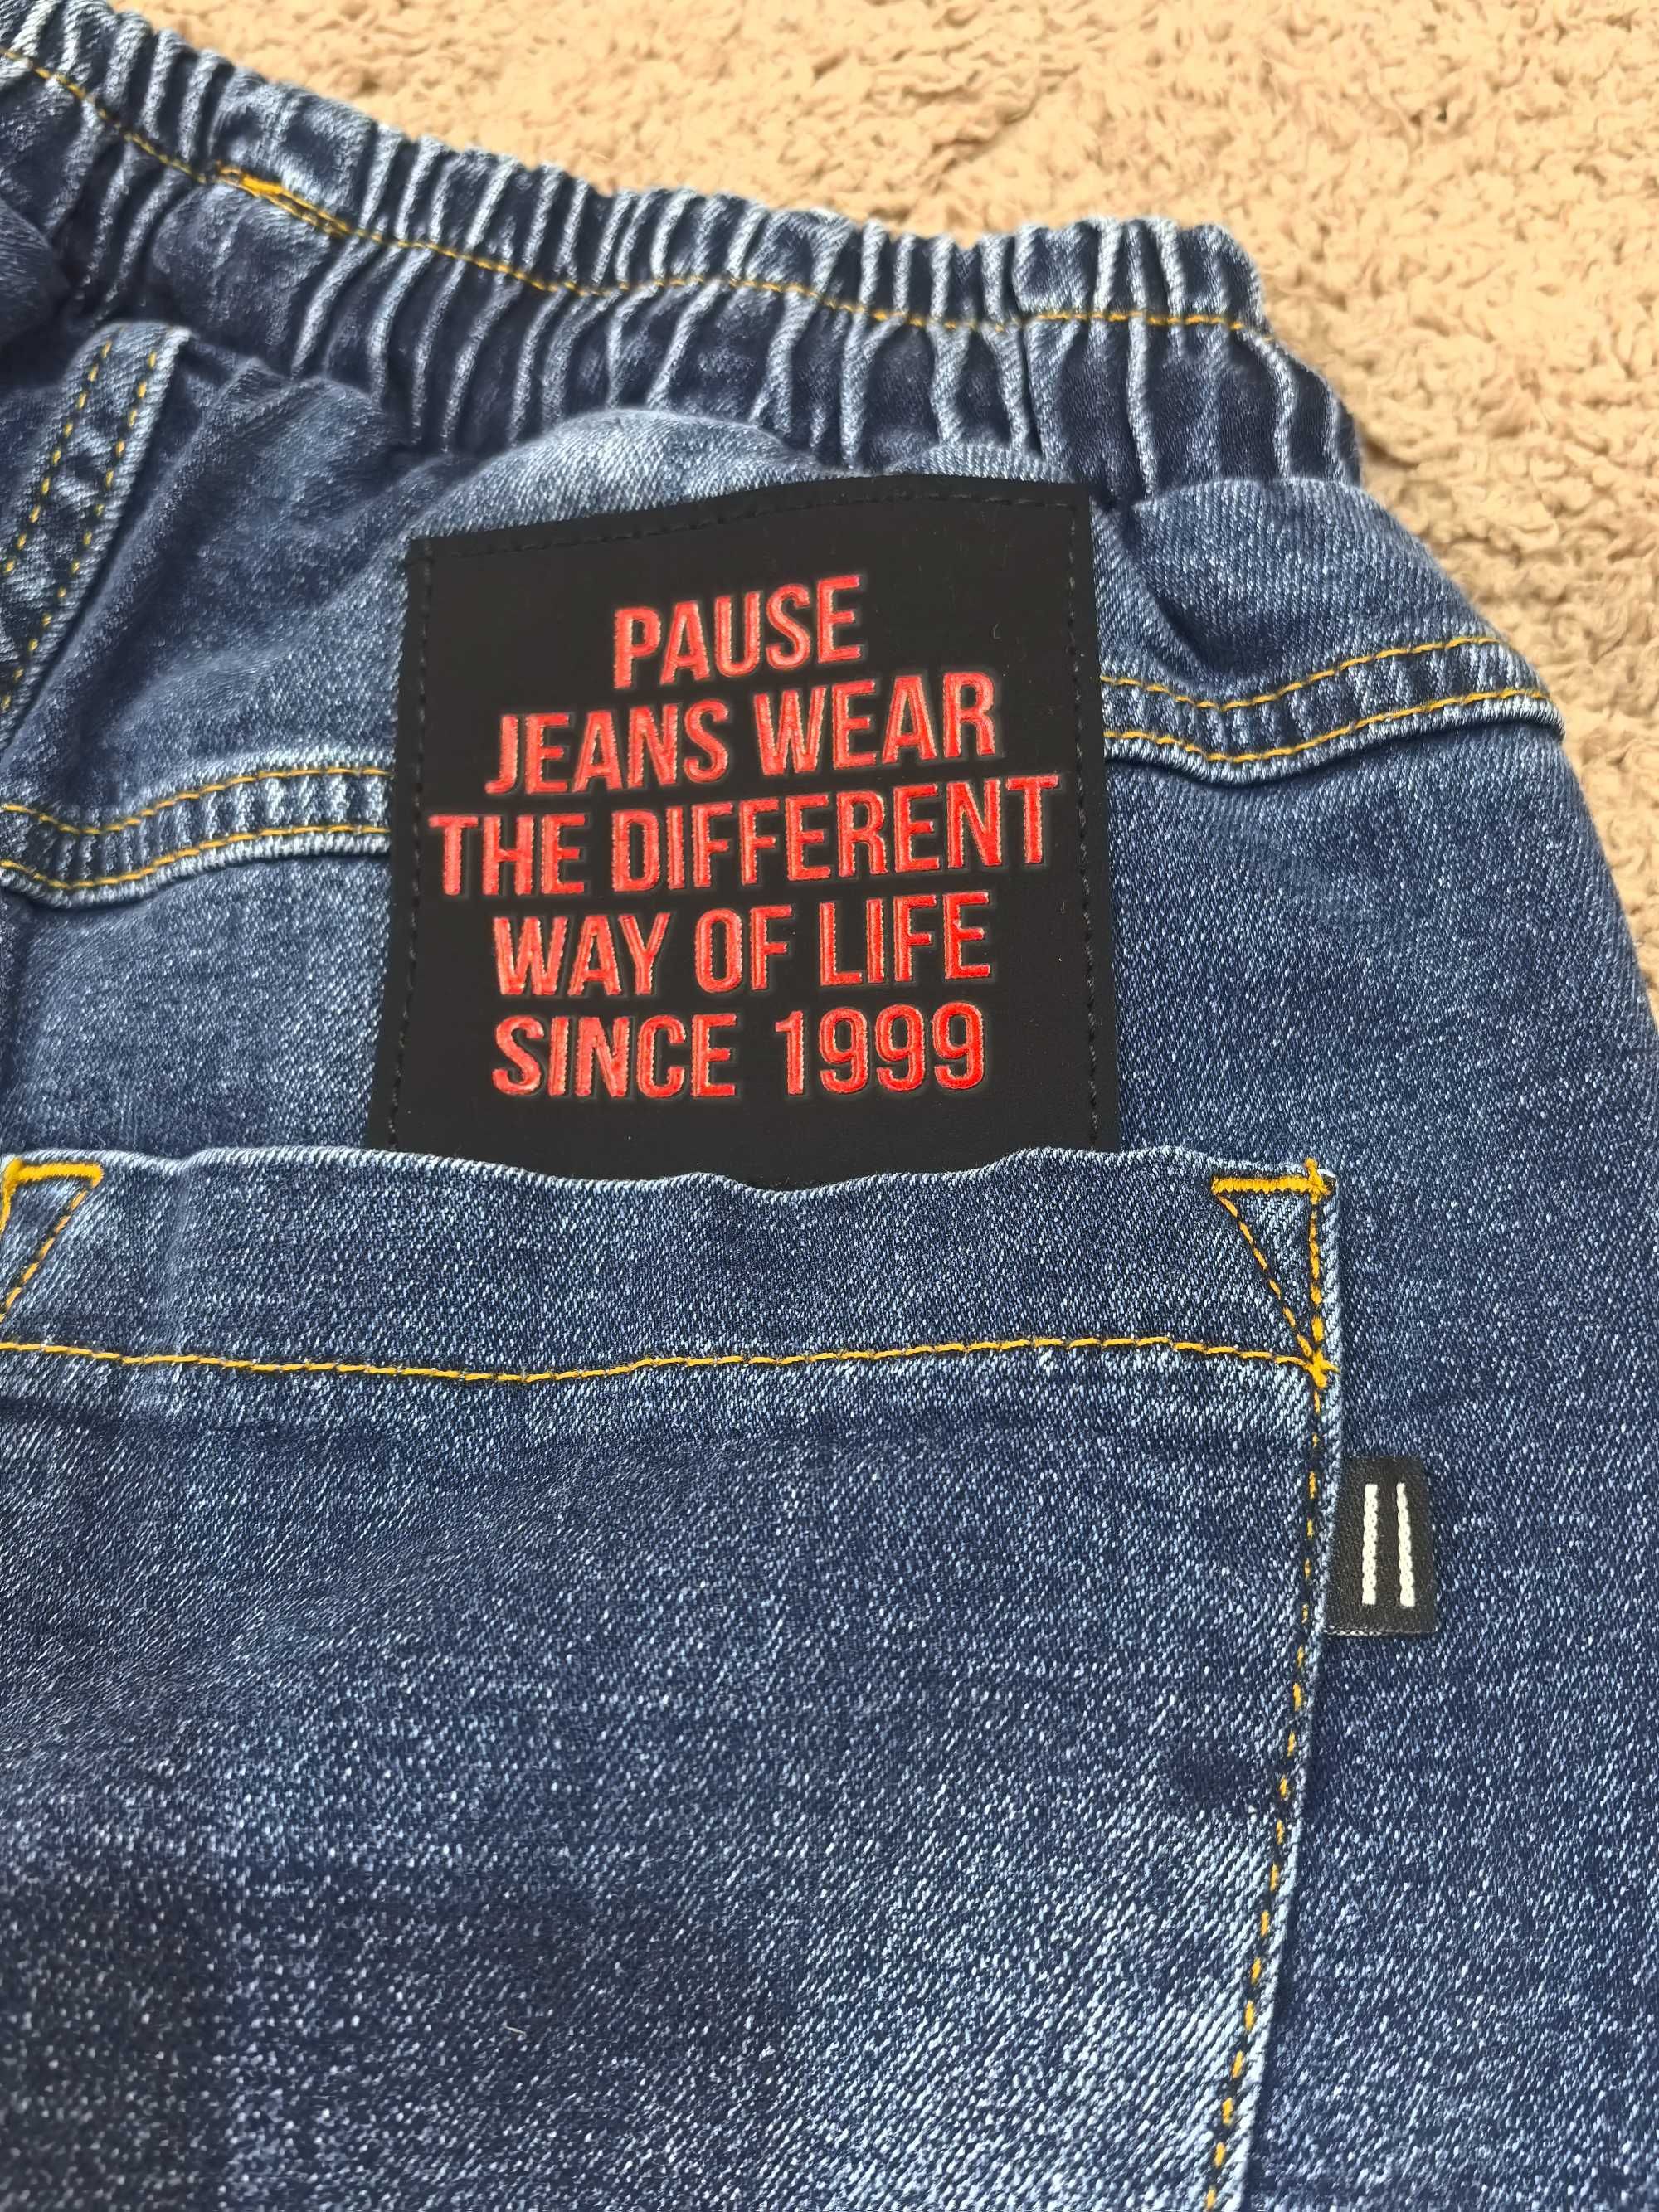 PAUSE
JEANS WEAR
THE DIFFERENT
WAY OF LIFE
SINCE 1999